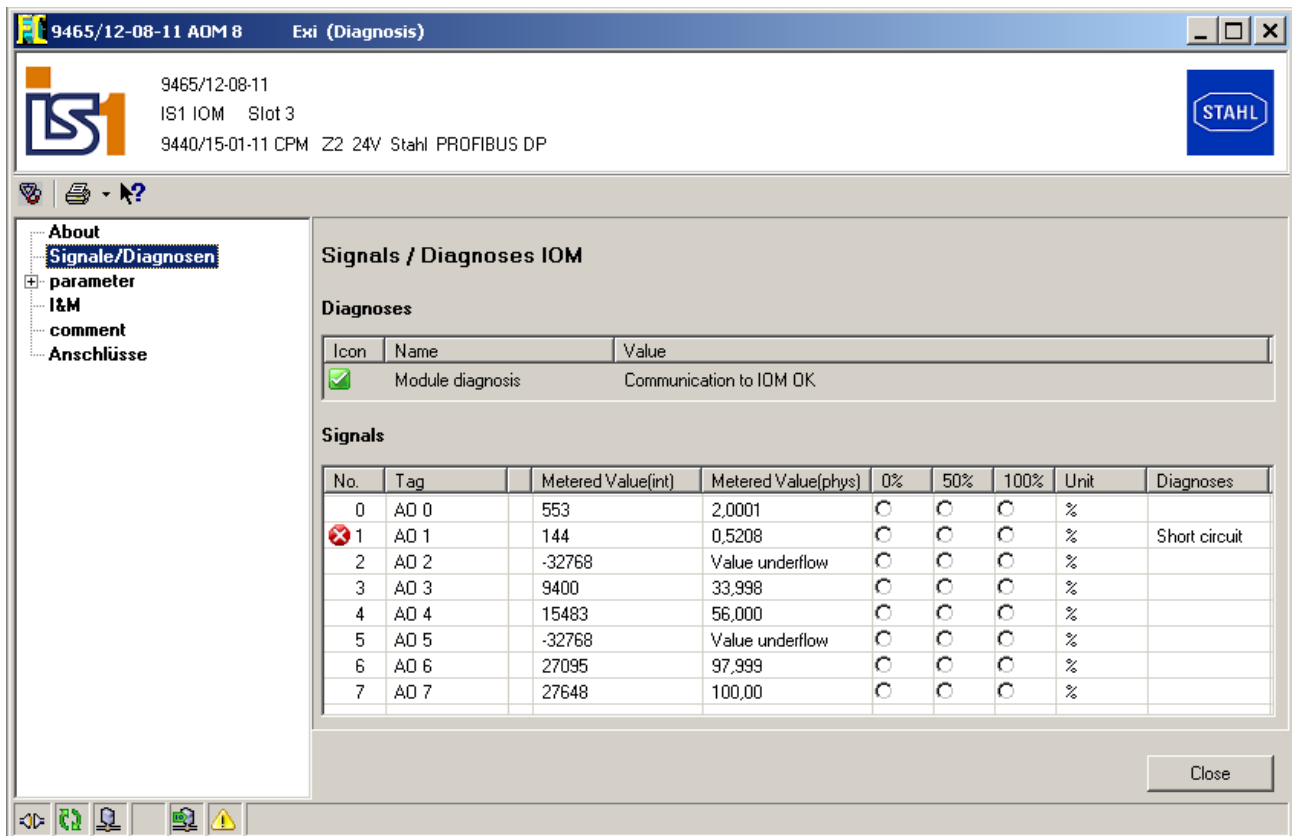 9465/12-08-11 AOM 8 Exi (Diagnosis)
IS1
9465/12-08-11
IS1 IOM Slot 3
9440/15-01-11 CPM Z2 24V Stahl PROFIBUS DP
STAHL
About
Signale/Diagnosen
parameter
I&M
comment
Anschlüsse
Signals / Diagnoses IOM
Diagnoses
Icon Name Value
Module diagnosis Communication to IOM OK
Signals
No. Tag Metered Value(int) Metered Value(phys) 0% 50% 100% Unit Diagnoses
0 AO 0 553 2,0001 %
1 AO 1 144 0,5208 % Short circuit
2 AO 2 -32768 Value underflow %
3 AO 3 9400 33,998 %
4 AO 4 15483 56,000 %
5 AO 5 -32768 Value underflow %
6 AO 6 27095 97,999 %
7 AO 7 27648 100,00 %
Close